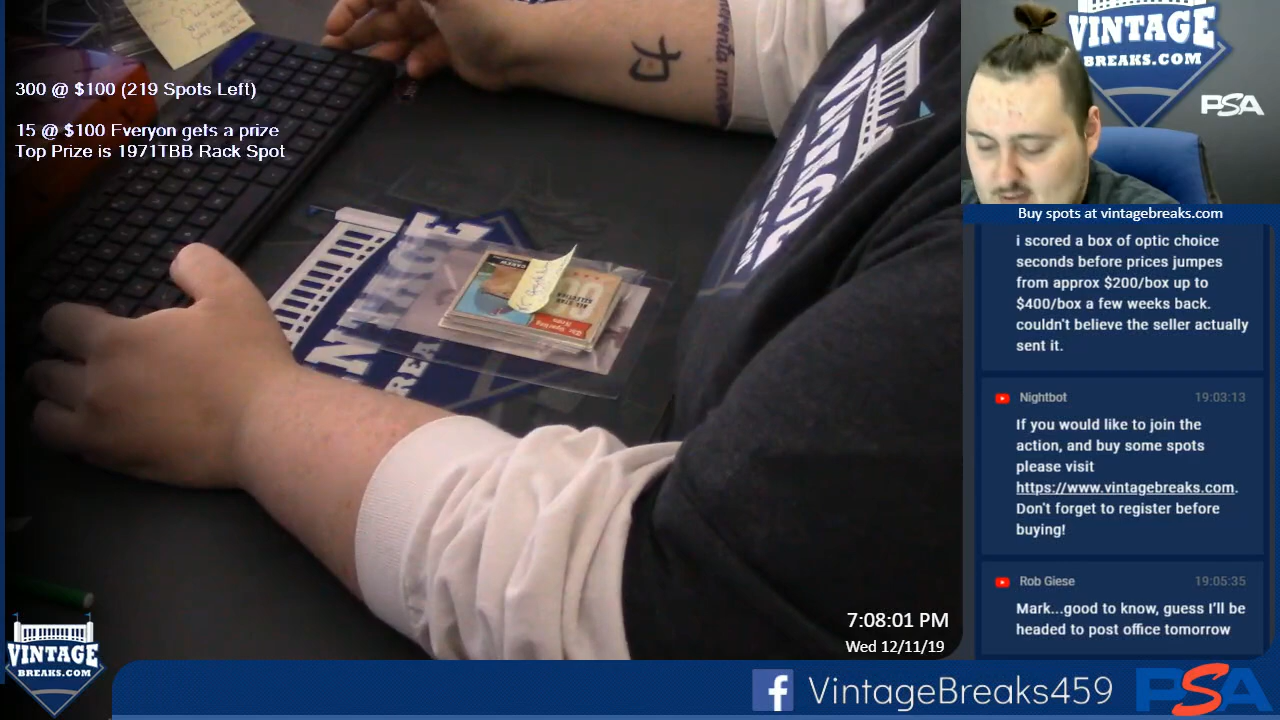 300 @ $100 (219 Spots Left)
15 @ $100 Everyon gets a prize
Top Prize is 1971TBB Rack Spot
力
VINTAGE
VINTAGE
VINTAGE
BREAKS.COM
PSA
Buy spots at vintagebreaks.com
i scored a box of optic choice
seconds before prices jumpes
from approx $200/box up to
$400/box a few weeks back.
couldn't believe the seller actually
sent it.
Nightbot 19:03:13
If you would like to join the
action, and buy some spots
please visit
https://www.vintagebreaks.com.
Don't forget to register before
buying!
Rob Giese 19:05:35
Mark...good to know, guess I'll be
headed to post office tomorrow
7:08:01 PM
Wed 12/11/19
VINTAGE
BREAKS.COM
f VintageBreaks459
PSA